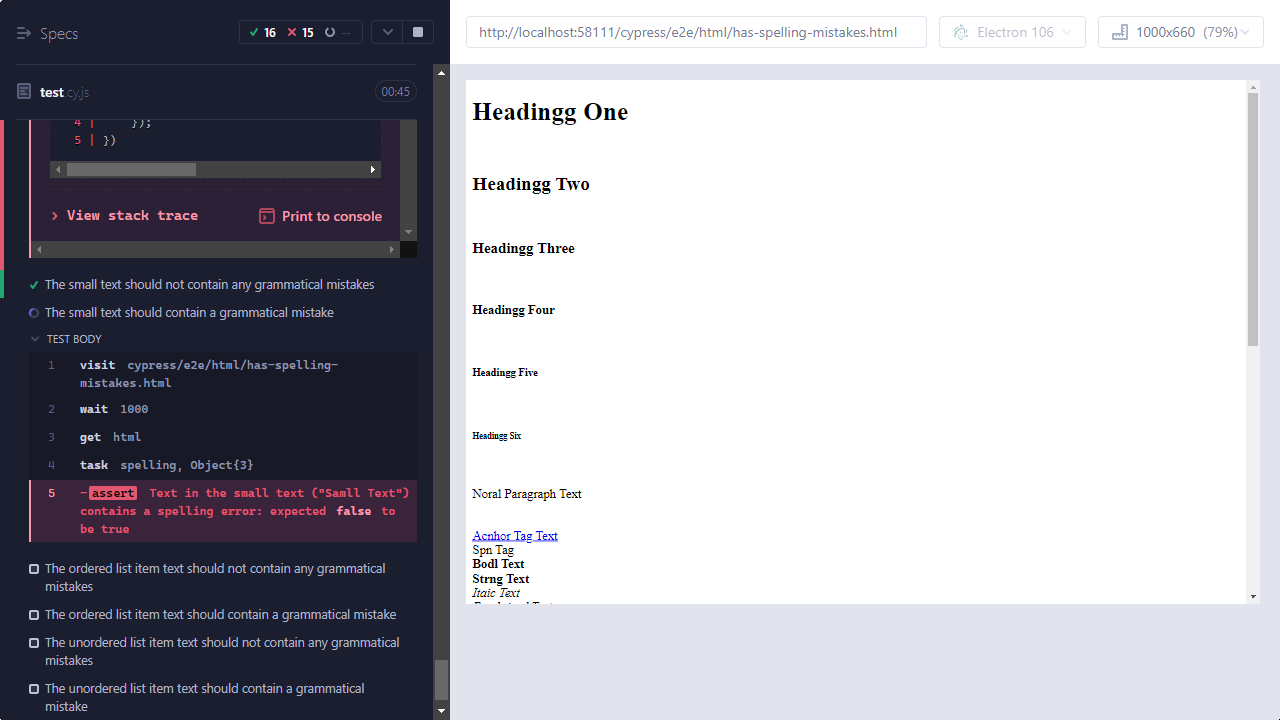 Specs
16 15 --
test.cy.js
00:45
4 | });
5 | })
View stack trace
Print to console
The small text should not contain any grammatical mistakes
The small text should contain a grammatical mistake
TEST BODY
1 visit cypress/e2e/html/has-spelling-
mistakes.html
2 wait 1000
3 get html
4 task spelling, Object{3}
5 -assert Text in the small text ("Samll Text")
contains a spelling error: expected false to
be true
The ordered list item text should not contain any grammatical
mistakes
The ordered list item text should contain a grammatical mistake
The unordered list item text should not contain any grammatical
mistakes
The unordered list item text should contain a grammatical
mistake
http://localhost:58111/cypress/e2e/html/has-spelling-mistakes.html
Electron 106
1000x660 (79%)
Headingg One
Headingg Two
Headingg Three
Headingg Four
Headingg Five
Headingg Six
Noral Paragraph Text
Acnhor Tag Text
Spn Tag
Bodl Text
Strng Text
Itaic Text